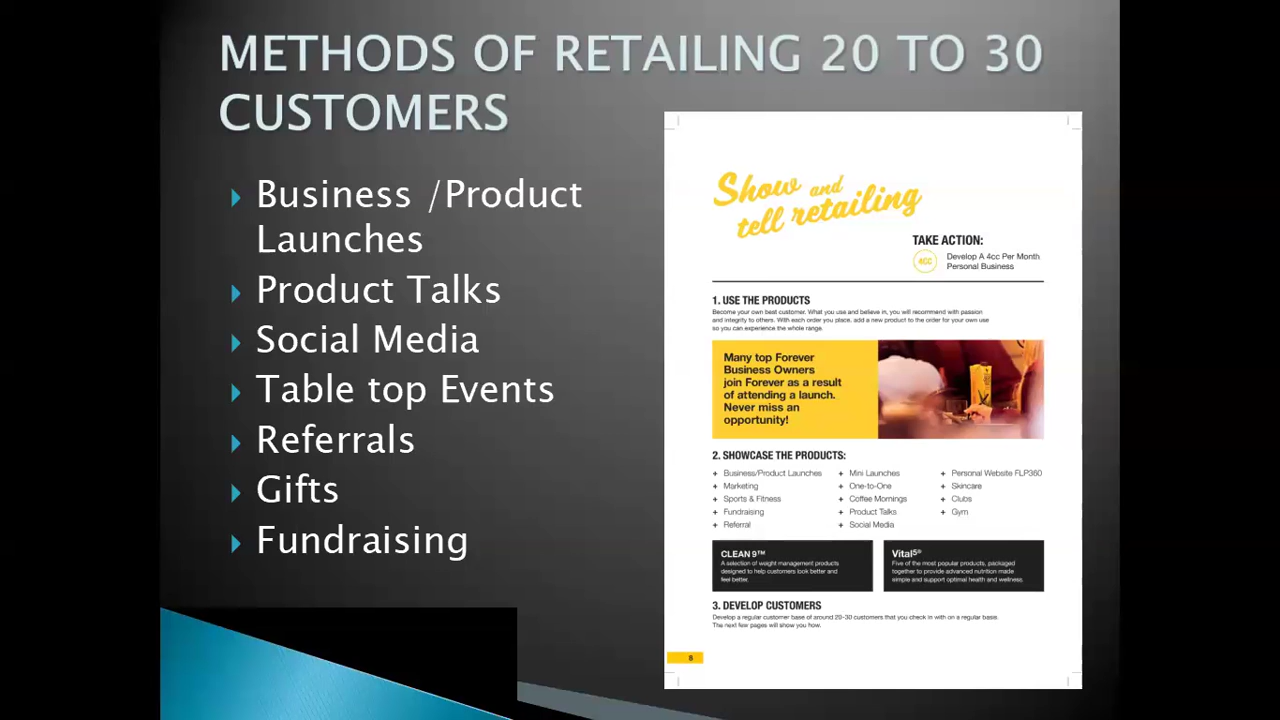 METHODS OF RETAILING 20 TO 30
CUSTOMERS
Business /Product
Launches
Product Talks
Social Media
Table top Events
Referrals
Gifts
Fundraising
Show and
tell retailing
TAKE ACTION:
4CC
Develop A 4cc Per Month
Personal Business
1. USE THE PRODUCTS
Become your own best customer. What you use and believe in, you will recommend with passion
and integrity to others. With each order you place, add a new product to the order for your own use
so you can experience the whole range.
Many top Forever
Business Owners
join Forever as a result
of attending a launch.
Never miss an
opportunity!
2. SHOWCASE THE PRODUCTS:
+ Business/Product Launches
+ Marketing
+ Sports & Fitness
+ Fundraising
+ Referral
+ Mini Launches
+ One-to-One
+ Coffee Mornings
+ Product Talks
+ Social Media
+ Personal Website FLP360
+ Skincare
+ Clubs
+ Gym
CLEAN 9™
A selection of weight management products
designed to help customers look better and
feel better.
Vital5®
Five of the most popular products, packaged
together to provide advanced nutrition made
simple and support optimal health and wellness.
3. DEVELOP CUSTOMERS
Develop a regular customer base of around 20-30 customers that you check in with on a regular basis.
The next few pages will show you how.
8